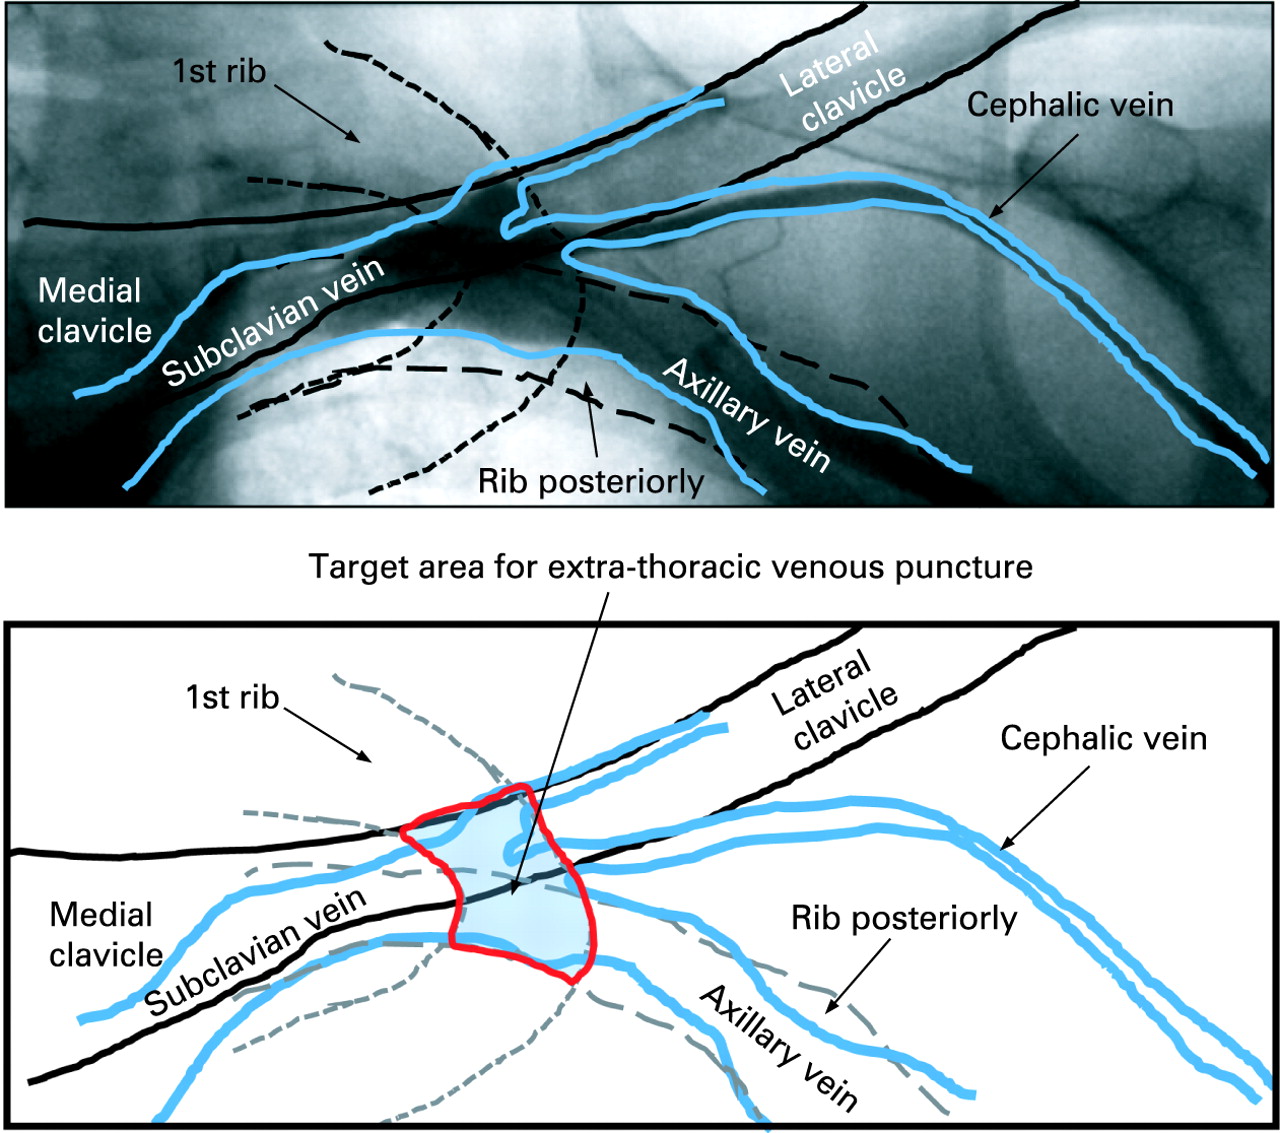 1st rib
Lateral
clavicle
Cephalic vein
Medial
clavicle
Subclavian vein
Axillary vein
Rib posteriorly
Target area for extra-thoracic venous puncture
1st rib
Lateral
clavicle
Cephalic vein
Medial
clavicle
Subclavian vein
Rib posteriorly
Axillary vein